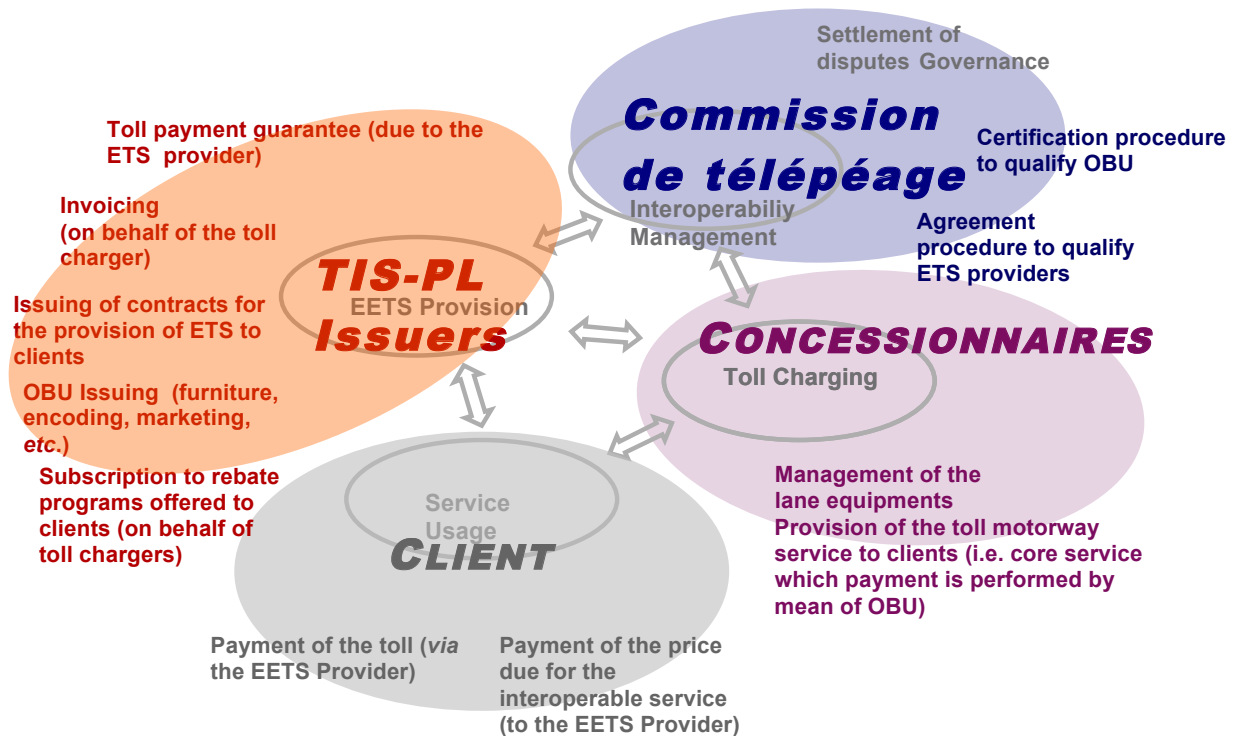 Settlement of
disputes Governance
Commission
de télépéage
Interoperabiliy
Management
Certification procedure
to qualify OBU
Agreement
procedure to qualify
ETS providers
Toll payment guarantee (due to the
ETS provider)
Invoicing
(on behalf of the toll
charger)
TIS-PL
EETS Provision
Issuers
Issuing of contracts for
the provision of ETS to
clients
OBU Issuing (furniture,
encoding, marketing,
etc.)
Subscription to rebate
programs offered to
clients (on behalf of
toll chargers)
CONCESSIONNAIRES
Toll Charging
Management of the
lane equipments
Provision of the toll motorway
service to clients (i.e. core service
which payment is performed by
mean of OBU)
Service
Usage
CLIENT
Payment of the toll (via
the EETS Provider)
Payment of the price
due for the
interoperable service
(to the EETS Provider)